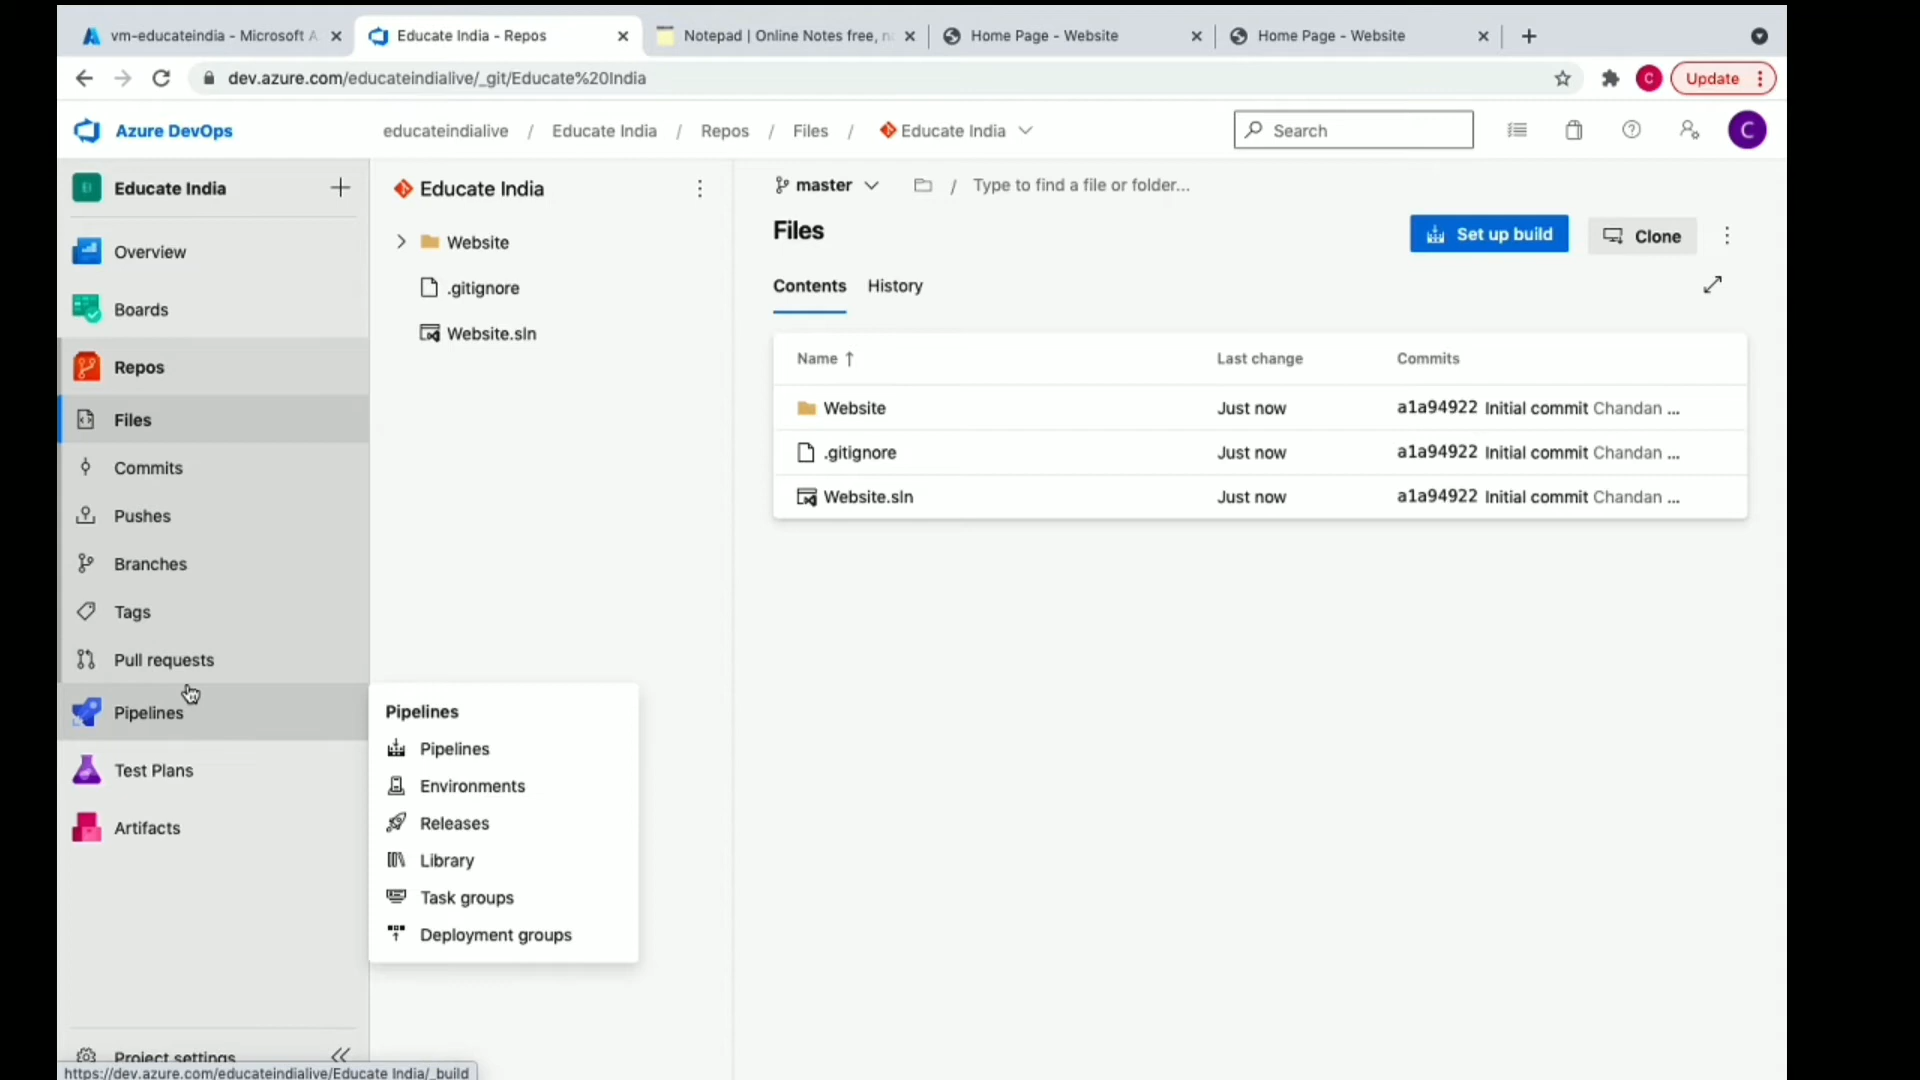 vm-educateindia - Microsoft A
Educate India - Repos
Notepad | Online Notes free, n
Home Page - Website
Home Page - Website
dev.azure.com/educateindialive/_git/Educate%20India
C
Update
Azure DevOps
educateindialive / Educate India / Repos / Files / Educate India
Search
C
EI
Educate India
Overview
Boards
Repos
Files
Commits
Pushes
Branches
Tags
Pull requests
Pipelines
Test Plans
Artifacts
Project settings
https://dev.azure.com/educateindialive/Educate India/_build
Educate India
Website
.gitignore
Website.sln
Pipelines
Pipelines
Environments
Releases
Library
Task groups
Deployment groups
master
/ Type to find a file or folder...
Files
Set up build
Clone
Contents
History
Name ↑ Last change Commits
Website Just now a1a94922 Initial commit Chandan ...
.gitignore Just now a1a94922 Initial commit Chandan ...
Website.sln Just now a1a94922 Initial commit Chandan ...